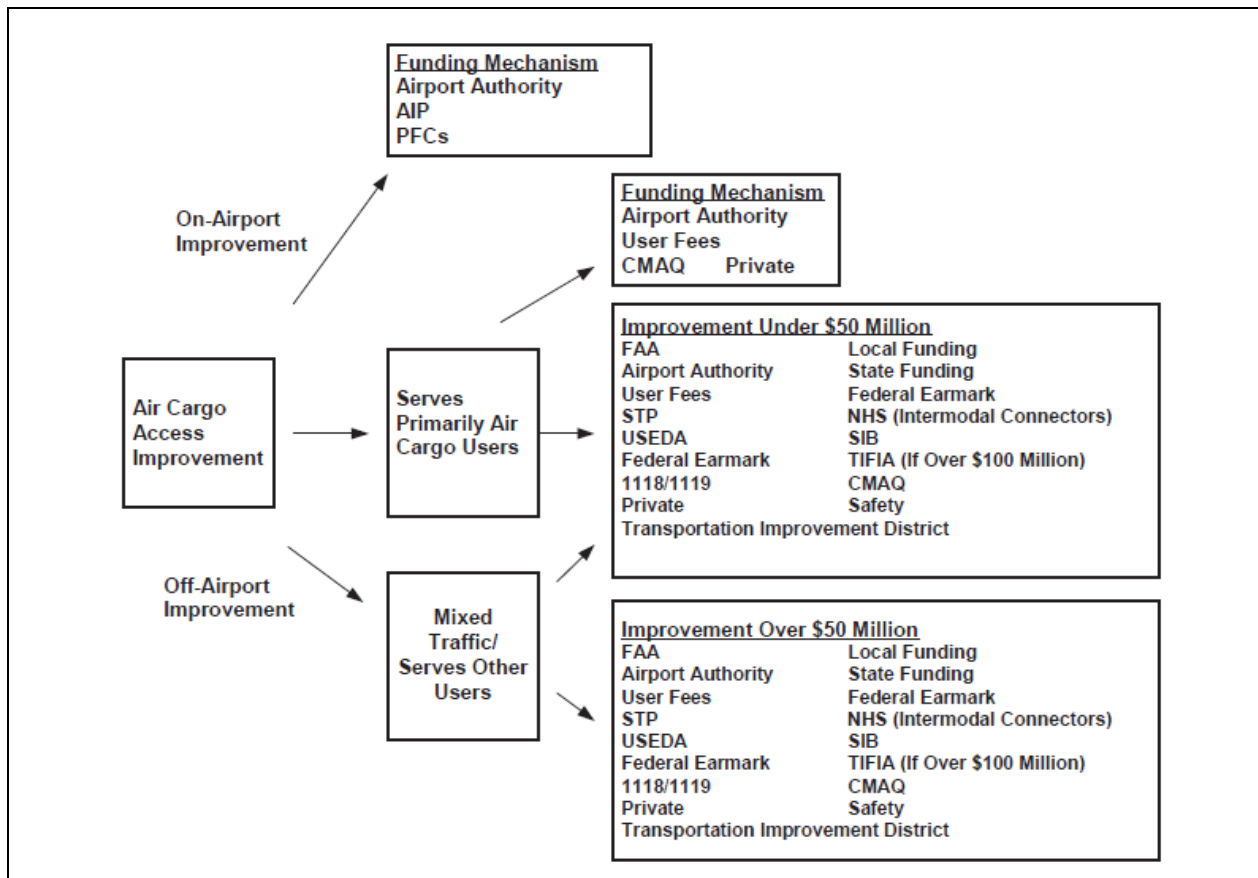 Funding Mechanism
Airport Authority
AIP
PFCs
On-Airport
Improvement
Funding Mechanism
Airport Authority
User Fees
CMAQ Private
Air Cargo
Access
Improvement
Serves
Primarily Air
Cargo Users
Improvement Under $50 Million
FAA Local Funding
Airport Authority State Funding
User Fees Federal Earmark
STP NHS (Intermodal Connectors)
USEDA SIB
Federal Earmark TIFIA (If Over $100 Million)
1118/1119 CMAQ
Private Safety
Transportation Improvement District
Off-Airport
Improvement
Mixed
Traffic/
Serves Other
Users
Improvement Over $50 Million
FAA Local Funding
Airport Authority State Funding
User Fees Federal Earmark
STP NHS (Intermodal Connectors)
USEDA SIB
Federal Earmark TIFIA (If Over $100 Million)
1118/1119 CMAQ
Private Safety
Transportation Improvement District